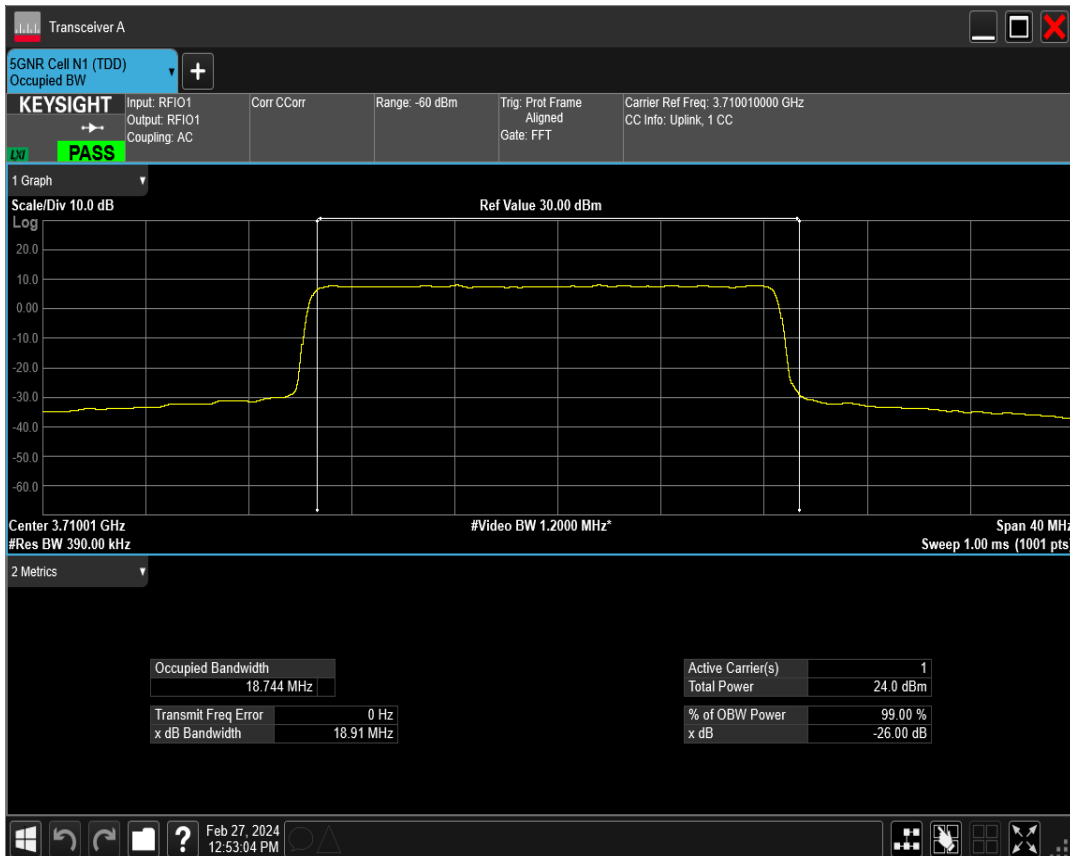 Transceiver A
5GNR Cell N1 (TDD)
Occupied BW
KEYSIGHT
LXI
PASS
Input: RFIO1
Output: RFIO1
Coupling: AC
Corr CCorr
Range: -60 dBm
Trig: Prot Frame
Aligned
Gate: FFT
Carrier Ref Freq: 3.710010000 GHz
CC Info: Uplink, 1 CC
1 Graph
Scale/Div 10.0 dB
Ref Value 30.00 dBm
Log
20.0
10.0
0.00
-10.0
-20.0
-30.0
-40.0
-50.0
-60.0
Center 3.71001 GHz
#Video BW 1.2000 MHz*
Span 40 MHz
#Res BW 390.00 kHz
Sweep 1.00 ms (1001 pts)
2 Metrics
Occupied Bandwidth
18.744 MHz
Active Carrier(s) 1
Total Power 24.0 dBm
Transmit Freq Error 0 Hz
x dB Bandwidth 18.91 MHz
% of OBW Power 99.00 %
x dB -26.00 dB
?
Feb 27, 2024
12:53:04 PM